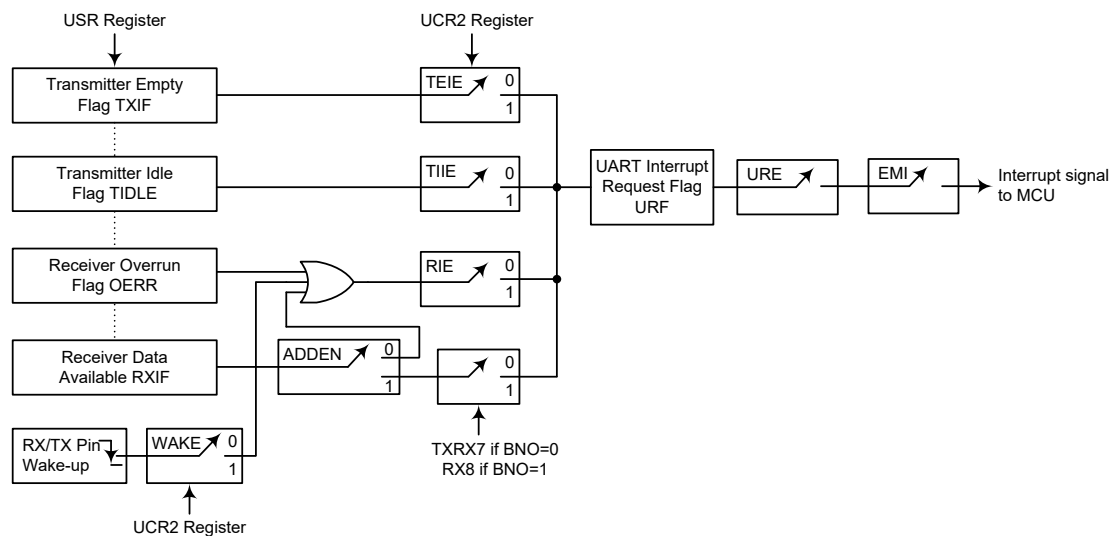 USR Register
UCR2 Register
Transmitter Empty
Flag TXIF
TEIE
0
1
Transmitter Idle
Flag TIDLE
TIIE
0
1
UART Interrupt
Request Flag
URF
URE
EMI
Interrupt signal
to MCU
Receiver Overrun
Flag OERR
RIE
0
1
Receiver Data
Available RXIF
ADDEN
0
1
0
1
RX/TX Pin
Wake-up
WAKE
0
1
TXRX7 if BNO=0
RX8 if BNO=1
UCR2 Register